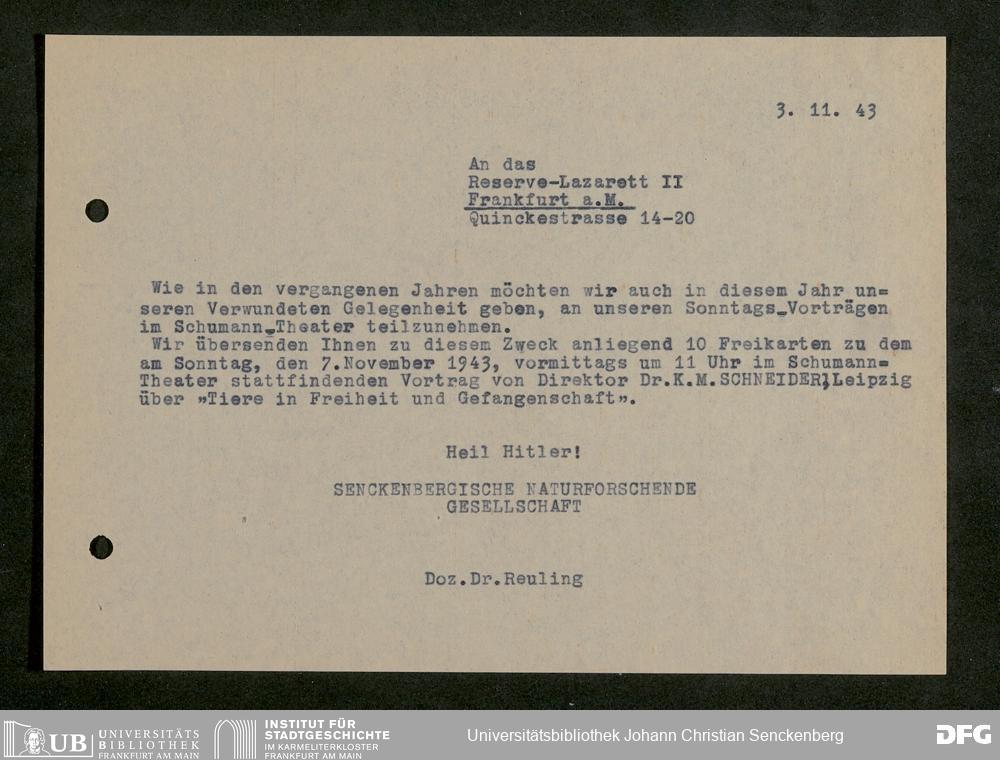 3. 11. 43
An das
Reserve-Lazarett II
Frankfurt a.M.
Quinckestrasse 14-20
Wie in den vergangenen Jahren möchten wir auch in diesem Jahr un=
seren Verwundeten Gelegenheit geben, an unseren Sonntags-Vorträgen
im Schumann-Theater teilzunehmen.
Wir übersenden Ihnen zu diesem Zweck anliegend 10 Freikarten zu dem
am Sonntag, den 7.November 1943, vormittags um 11 Uhr im Schumann=
Theater stattfindenden Vortrag von Direktor Dr.K.M.SCHNEIDER,Leipzig
über "Tiere in Freiheit und Gefangenschaft".
Heil Hitler!
SENCKENBERGISCHE NATURFORSCHENDE
GESELLSCHAFT
Doz.Dr.Reuling
UB UNIVERSITÄTS
BIBLIOTHEK
FRANKFURT AM MAIN
INSTITUT FÜR
STADTGESCHICHTE
IM KARMELITERKLOSTER
FRANKFURT AM MAIN
Universitätsbibliothek Johann Christian Senckenberg
DFG